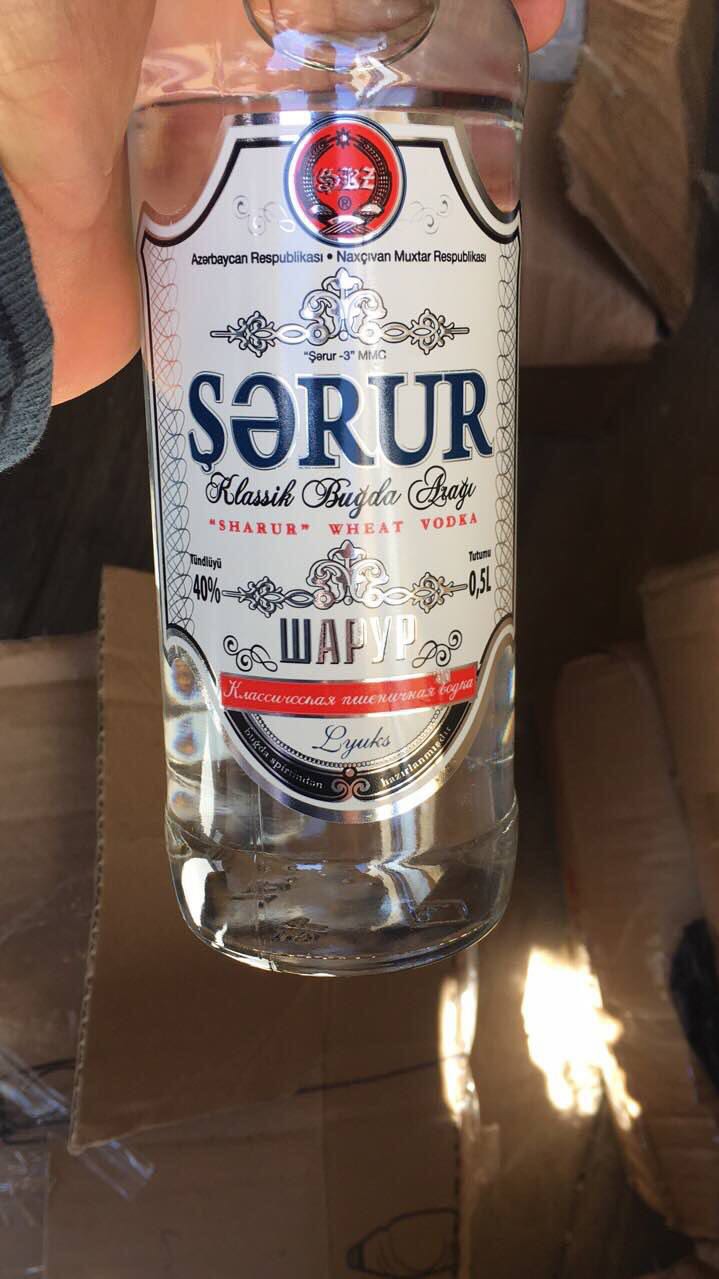 ŞBZ
®
Azərbaycan Respublikası • Naxçıvan Muxtar Respublikası
"Şərur -3" MMC
ŞƏRUR
Klassik Buğda Arağı
"SHARUR" WHEAT VODKA
Tündlüyü
40%
Tutumu
0,5L
ШАРУР
Классическая пшеничная водка
Lyuks
buğda spirtindən hazırlanmışdır